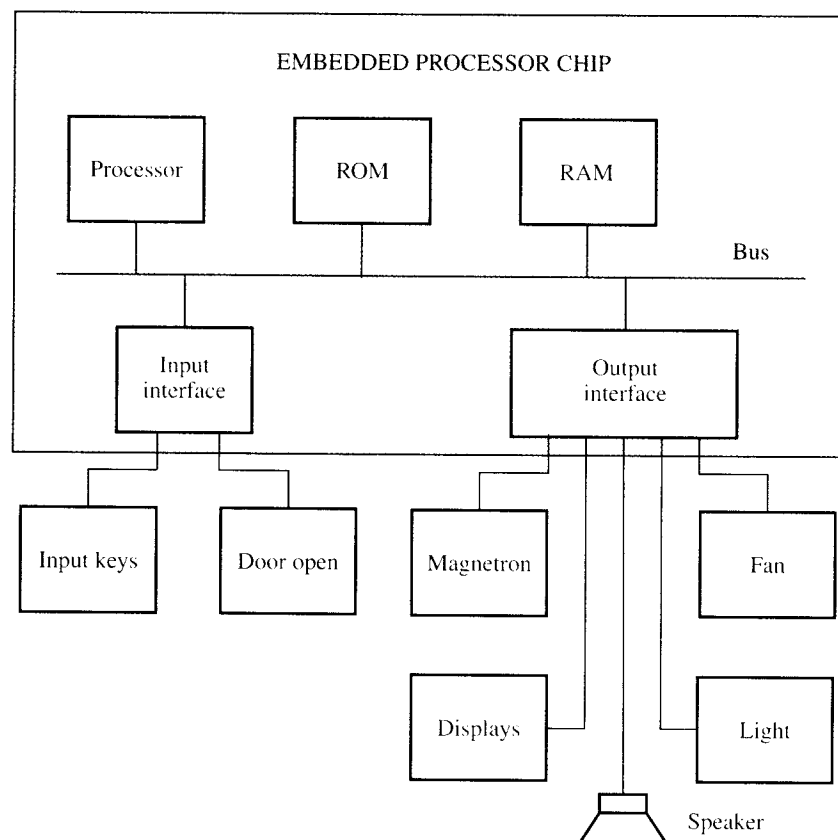 EMBEDDED PROCESSOR CHIP
Processor
ROM
RAM
Bus
Input
interface
Output
interface
Input keys
Door open
Magnetron
Fan
Displays
Light
Speaker